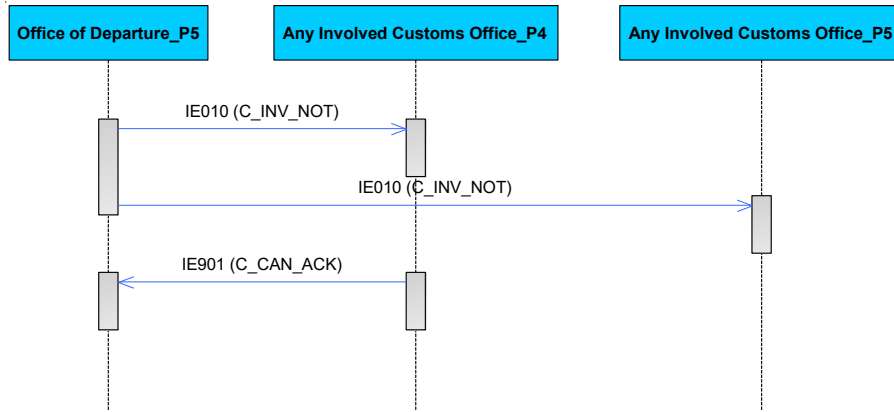 Office of Departure_P5
Any Involved Customs Office_P4
Any Involved Customs Office_P5
IE010 (C_INV_NOT)
IE010 (C_INV_NOT)
IE901 (C_CAN_ACK)